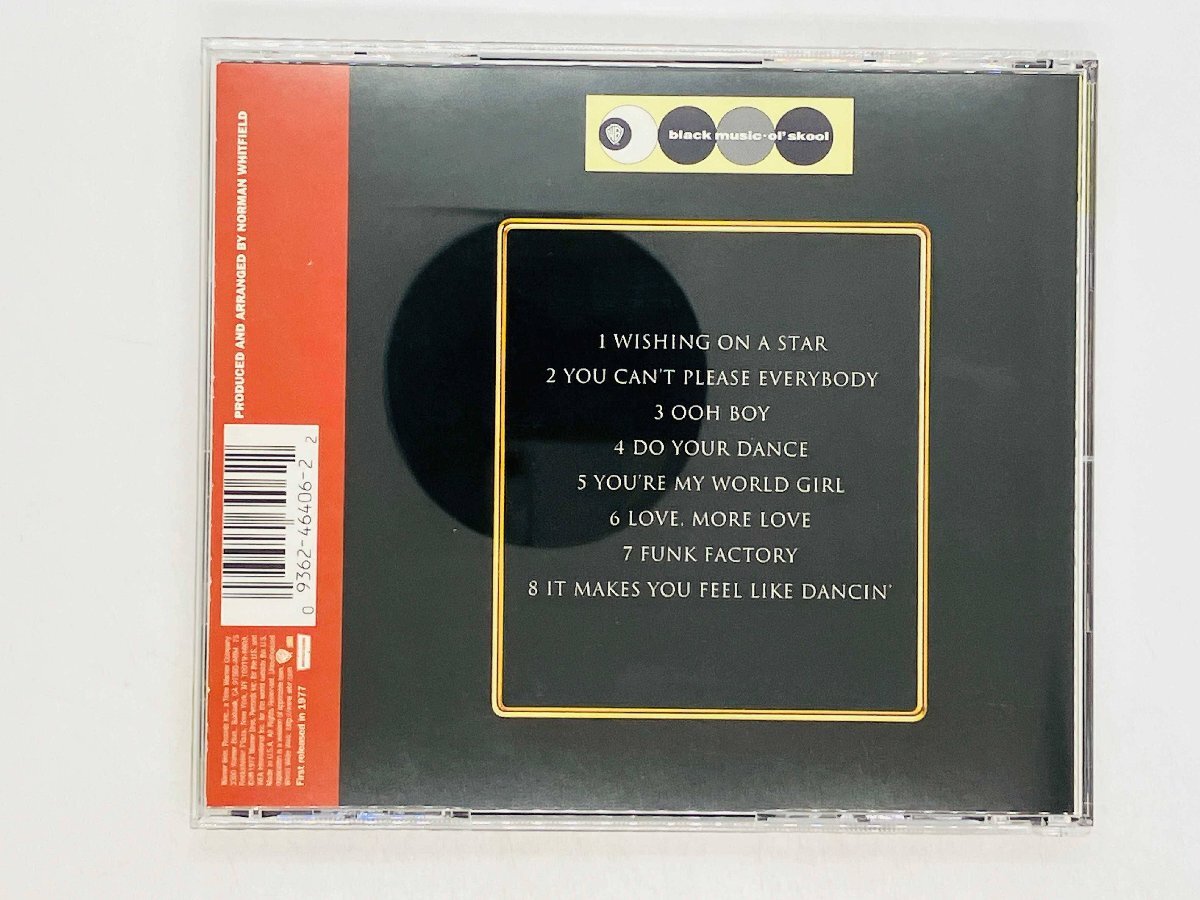 WB
black music·ol' skool
1 WISHING ON A STAR
2 YOU CAN'T PLEASE EVERYBODY
3 OOH BOY
4 DO YOUR DANCE
5 YOU'RE MY WORLD GIRL
6 LOVE, MORE LOVE
7 FUNK FACTORY
8 IT MAKES YOU FEEL LIKE DANCIN'
PRODUCED AND ARRANGED BY NORMAN WHITFIELD
0 9362-46406-2 2
First released in 1977